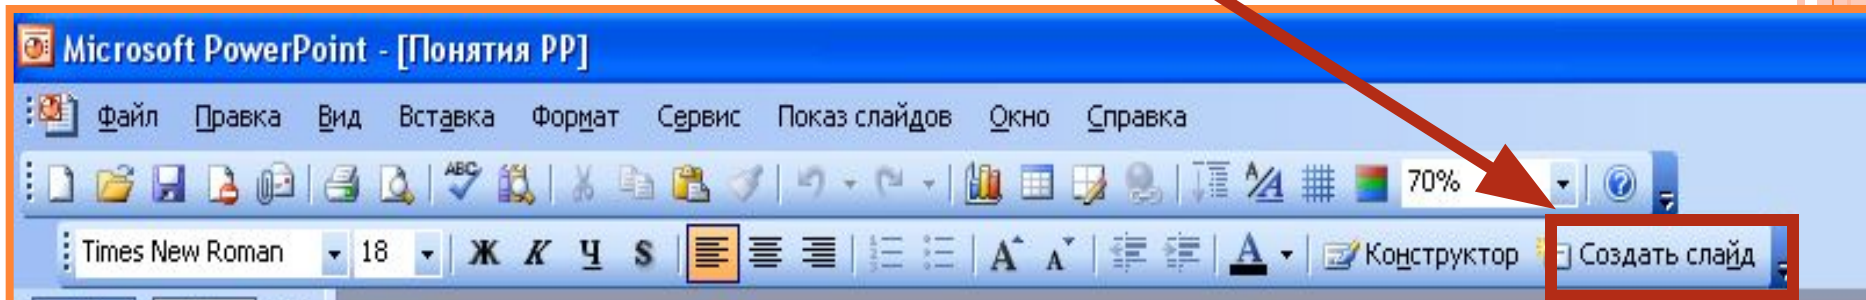 Microsoft PowerPoint - [Понятия PP]
Файл Правка Вид Вставка Формат Сервис Показ слайдов Окно Справка
ABC A A 70%
Times New Roman 18 Ж К Ч S A A A Конструктор Создать слайд